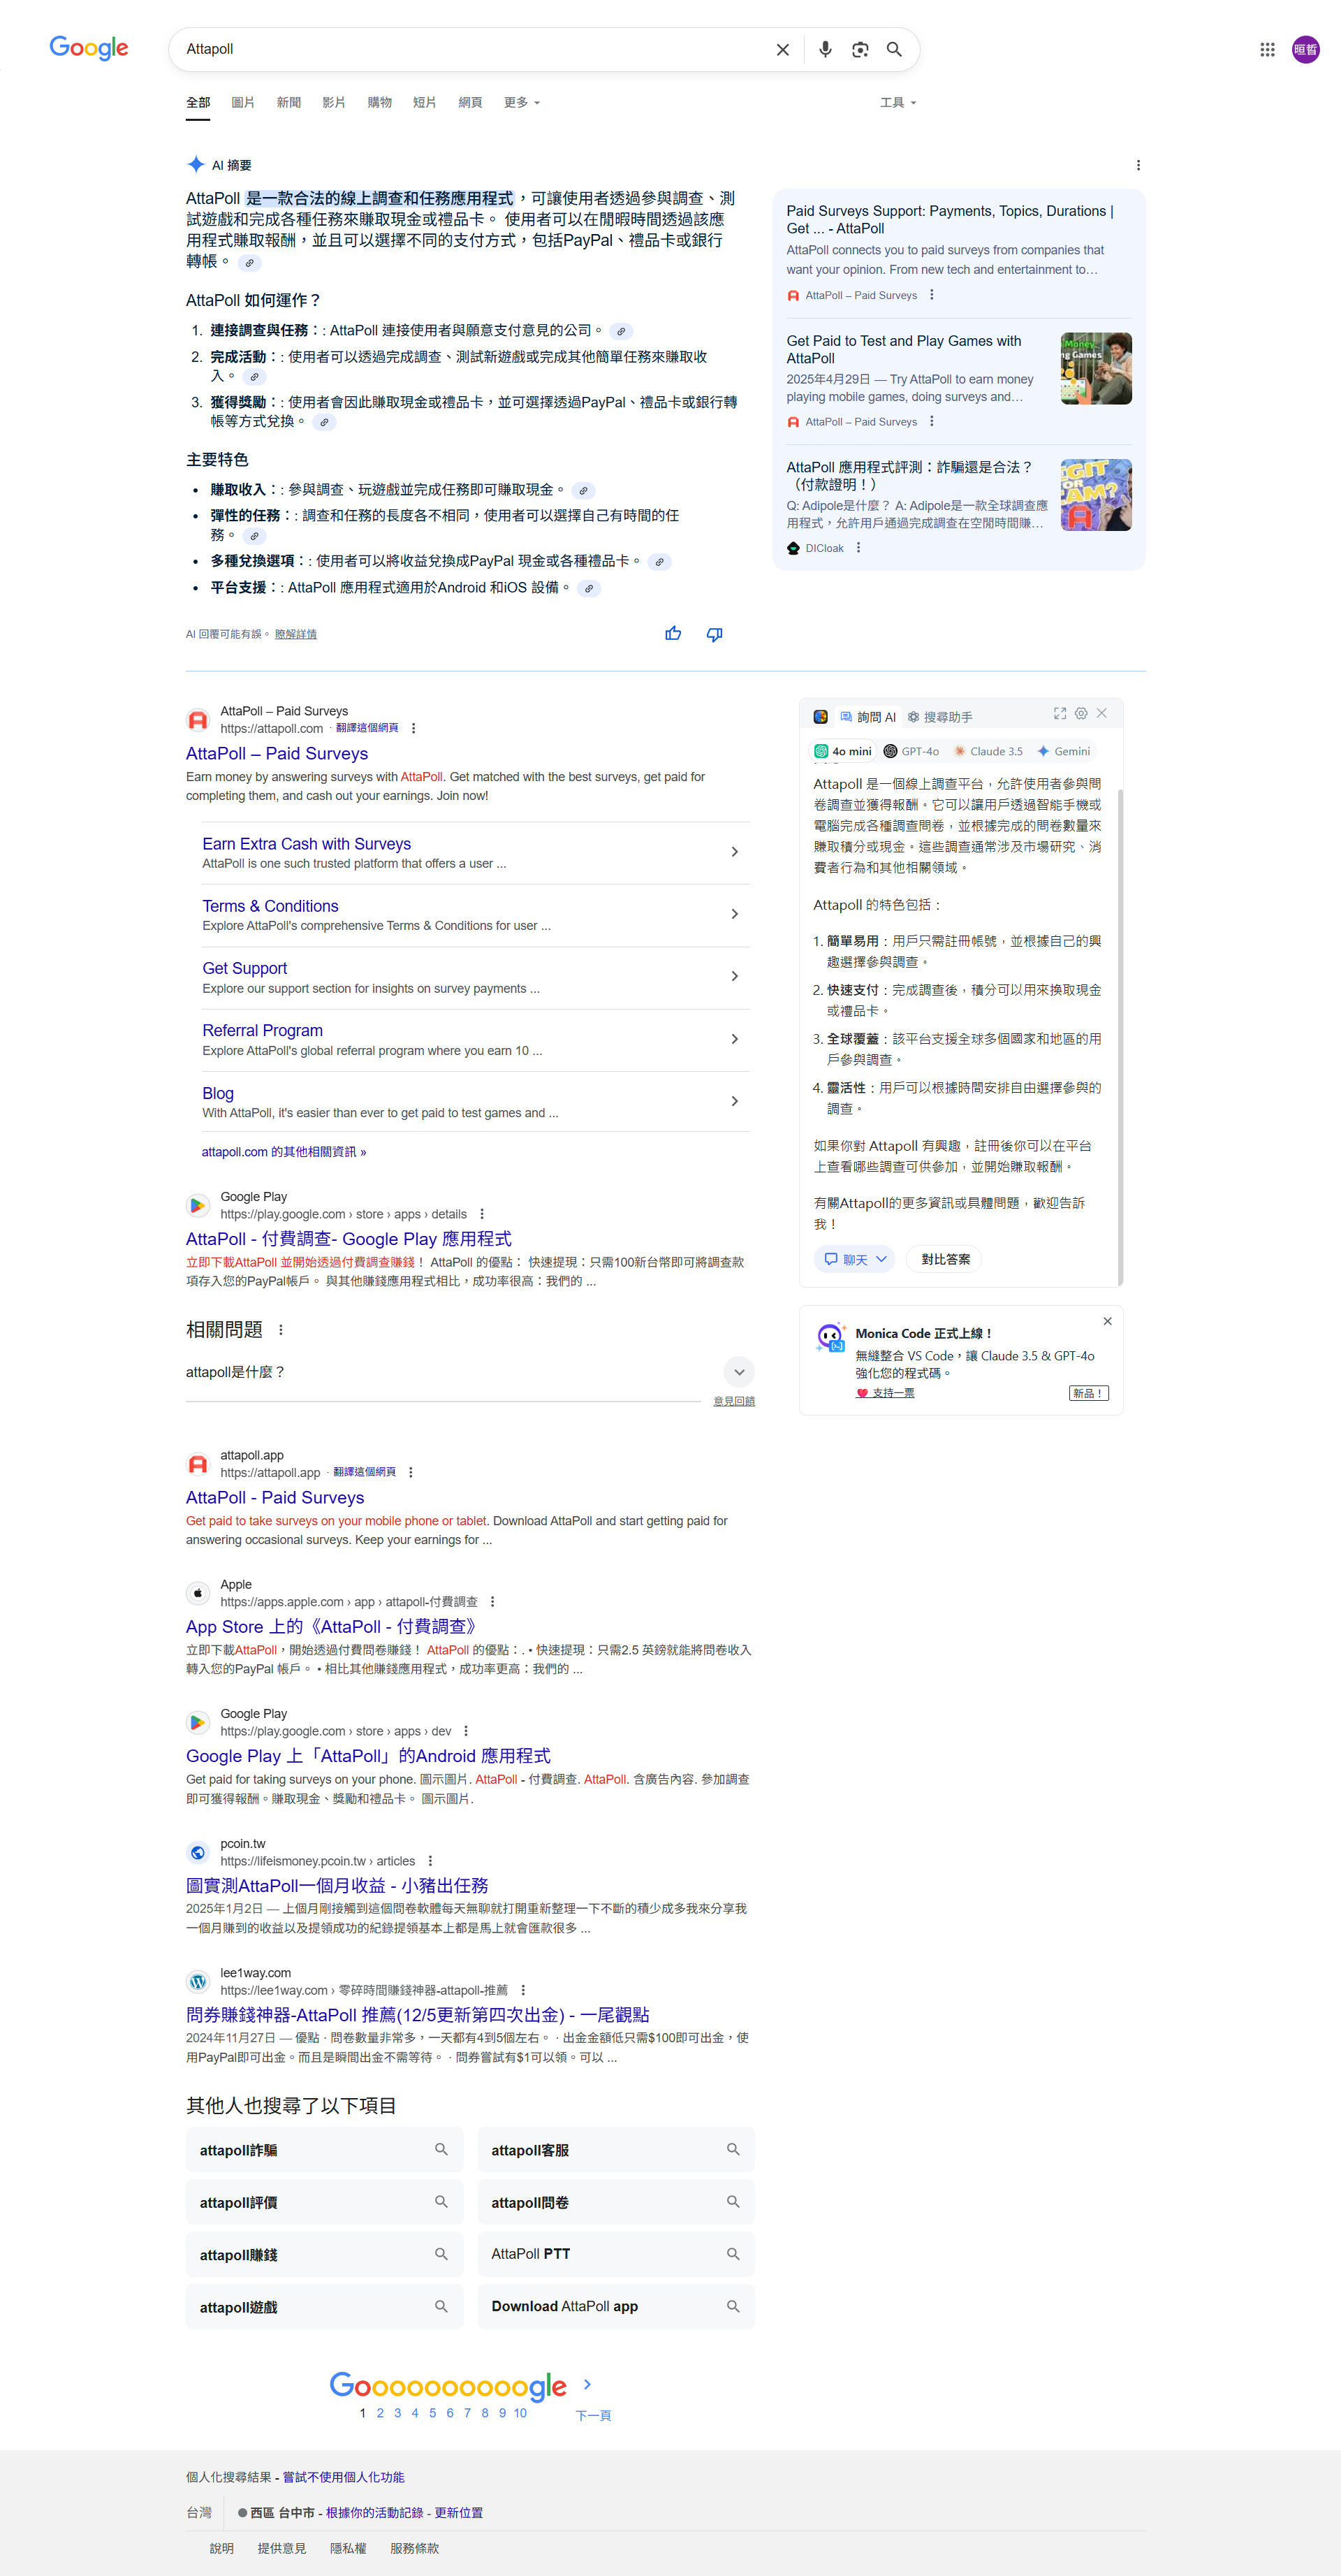 Google
Attapoll
暄晢
全部 圖片 新聞 影片 購物 短片 網頁 更多 工具
AI 摘要
AttaPoll 是一款合法的線上調查和任務應用程式，可讓使用者透過參與調查、測
試遊戲和完成各種任務來賺取現金或禮品卡。 使用者可以在閒暇時間透過該應
用程式賺取報酬，並且可以選擇不同的支付方式，包括PayPal、禮品卡或銀行
轉帳。
AttaPoll 如何運作？
1. 連接調查與任務：: AttaPoll 連接使用者與願意支付意見的公司。
2. 完成活動：: 使用者可以透過完成調查、測試新遊戲或完成其他簡單任務來賺取收
入。
3. 獲得獎勵：: 使用者會因此賺取現金或禮品卡，並可選擇透過PayPal、禮品卡或銀行轉
帳等方式兌換。
主要特色
• 賺取收入：: 參與調查、玩遊戲並完成任務即可賺取現金。
• 彈性的任務：: 調查和任務的長度各不相同，使用者可以選擇自己有時間的任
務。
• 多種兌換選項：: 使用者可以將收益兌換成PayPal 現金或各種禮品卡。
• 平台支援：: AttaPoll 應用程式適用於Android 和iOS 設備。
AI 回覆可能有誤。 瞭解詳情
Paid Surveys Support: Payments, Topics, Durations |
Get ... - AttaPoll
AttaPoll connects you to paid surveys from companies that
want your opinion. From new tech and entertainment to…
AttaPoll – Paid Surveys
Get Paid to Test and Play Games with
AttaPoll
2025年4月29日 — Try AttaPoll to earn money
playing mobile games, doing surveys and…
AttaPoll – Paid Surveys
AttaPoll 應用程式評測：詐騙還是合法？
（付款證明！）
Q: Adipole是什麼？ A: Adipole是一款全球調查應
用程式，允許用戶通過完成調查在空閒時間賺…
DICloak
AttaPoll – Paid Surveys
https://attapoll.com · 翻譯這個網頁
AttaPoll – Paid Surveys
Earn money by answering surveys with AttaPoll. Get matched with the best surveys, get paid for
completing them, and cash out your earnings. Join now!
Earn Extra Cash with Surveys
AttaPoll is one such trusted platform that offers a user ...
Terms & Conditions
Explore AttaPoll's comprehensive Terms & Conditions for user ...
Get Support
Explore our support section for insights on survey payments ...
Referral Program
Explore AttaPoll's global referral program where you earn 10 ...
Blog
With AttaPoll, it's easier than ever to get paid to test games and ...
attapoll.com 的其他相關資訊 »
Google Play
https://play.google.com › store › apps › details
AttaPoll - 付費調查- Google Play 應用程式
立即下載AttaPoll 並開始透過付費調查賺錢！ AttaPoll 的優點： 快速提現：只需100新台幣即可將調查款
項存入您的PayPal帳戶。 與其他賺錢應用程式相比，成功率很高：我們的 ...
相關問題
attapoll是什麼？
意見回饋
attapoll.app
https://attapoll.app · 翻譯這個網頁
AttaPoll - Paid Surveys
Get paid to take surveys on your mobile phone or tablet. Download AttaPoll and start getting paid for
answering occasional surveys. Keep your earnings for ...
Apple
https://apps.apple.com › app › attapoll-付費調查
App Store 上的《AttaPoll - 付費調查》
立即下載AttaPoll，開始透過付費問卷賺錢！ AttaPoll 的優點：. • 快速提現：只需2.5 英鎊就能將問卷收入
轉入您的PayPal 帳戶。 • 相比其他賺錢應用程式，成功率更高：我們的 ...
Google Play
https://play.google.com › store › apps › dev
Google Play 上「AttaPoll」的Android 應用程式
Get paid for taking surveys on your phone. 圖示圖片. AttaPoll - 付費調查. AttaPoll. 含廣告內容. 參加調查
即可獲得報酬。賺取現金、獎勵和禮品卡。 圖示圖片.
pcoin.tw
https://lifeismoney.pcoin.tw › articles
圖實測AttaPoll一個月收益 - 小豬出任務
2025年1月2日 — 上個月剛接觸到這個問卷軟體每天無聊就打開重新整理一下不斷的積少成多我來分享我
一個月賺到的收益以及提領成功的紀錄提領基本上都是馬上就會匯款很多 ...
lee1way.com
https://lee1way.com › 零碎時間賺錢神器-attapoll-推薦
問券賺錢神器-AttaPoll 推薦(12/5更新第四次出金) - 一尾觀點
2024年11月27日 — 優點 · 問卷數量非常多，一天都有4到5個左右。 · 出金金額低只需$100即可出金，使
用PayPal即可出金。而且是瞬間出金不需等待。 · 問券嘗試有$1可以領。可以 ...
其他人也搜尋了以下項目
attapoll詐騙 attapoll客服
attapoll評價 attapoll問卷
attapoll賺錢 AttaPoll PTT
attapoll遊戲 Download AttaPoll app
Goooooooooogle
1 2 3 4 5 6 7 8 9 10 下一頁
詢問 AI 搜尋助手
4o mini GPT-4o Claude 3.5 Gemini
Attapoll 是一個線上調查平台，允許使用者參與問
卷調查並獲得報酬。它可以讓用戶透過智能手機或
電腦完成各種調查問卷，並根據完成的問卷數量來
賺取積分或現金。這些調查通常涉及市場研究、消
費者行為和其他相關領域。
Attapoll 的特色包括：
1. 簡單易用：用戶只需註冊帳號，並根據自己的興
趣選擇參與調查。
2. 快速支付：完成調查後，積分可以用來換取現金
或禮品卡。
3. 全球覆蓋：該平台支援全球多個國家和地區的用
戶參與調查。
4. 靈活性：用戶可以根據時間安排自由選擇參與的
調查。
如果你對 Attapoll 有興趣，註冊後你可以在平台
上查看哪些調查可供參加，並開始賺取報酬。
有關Attapoll的更多資訊或具體問題，歡迎告訴
我！
聊天 對比答案
Monica Code 正式上線！
無縫整合 VS Code，讓 Claude 3.5 & GPT-4o
強化您的程式碼。
支持一票 新品！
個人化搜尋結果 - 嘗試不使用個人化功能
台灣 西區 台中市 - 根據你的活動記錄 - 更新位置
說明 提供意見 隱私權 服務條款